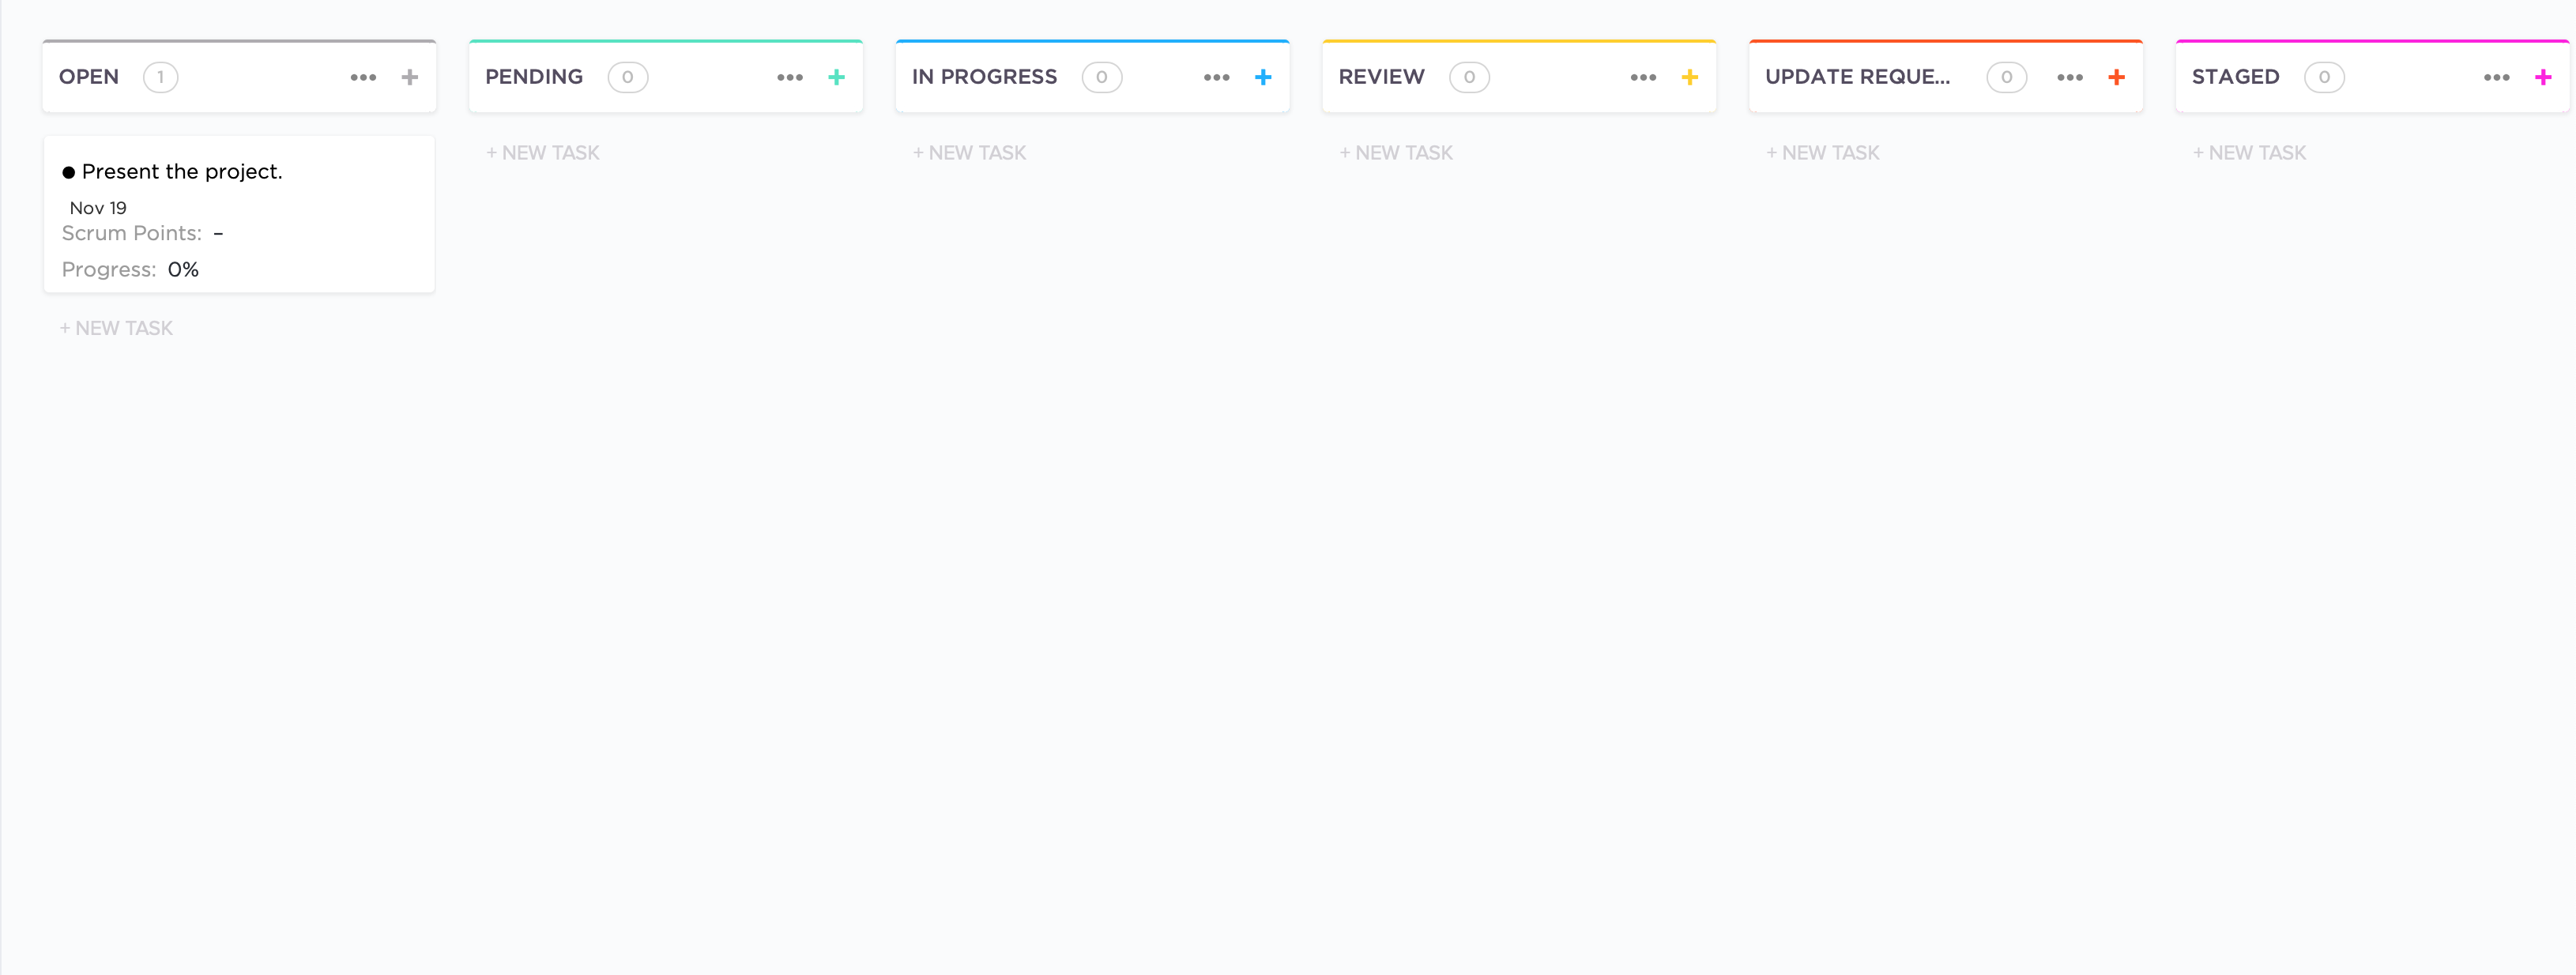 OPEN 1 ••• +
PENDING 0 ••• +
IN PROGRESS 0 ••• +
REVIEW 0 ••• +
UPDATE REQUE... 0 ••• +
STAGED 0 ••• +
● Present the project.
Nov 19
Scrum Points: –
Progress: 0%
+ NEW TASK
+ NEW TASK
+ NEW TASK
+ NEW TASK
+ NEW TASK
+ NEW TASK